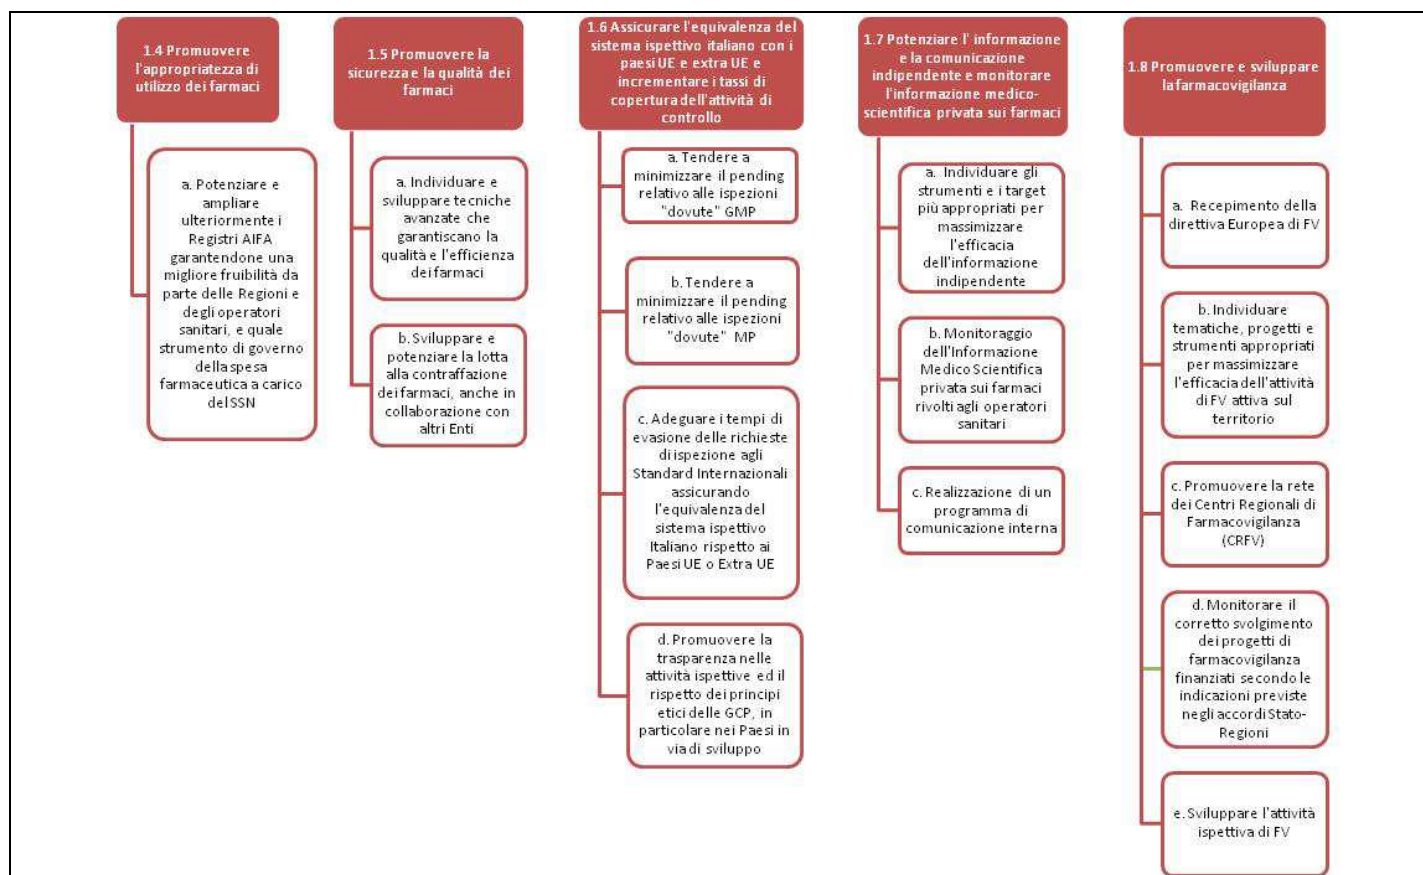 1.4 Promuovere
l'appropriatezza di
utilizzo dei farmaci
a. Potenziare e
ampliare
ulteriormente i
Registri AIFA
garantendone una
migliore fruibilità da
parte delle Regioni e
degli operatori
sanitari, e quale
strumento di governo
della spesa
farmaceutica a carico
del SSN
1.5 Promuovere la
sicurezza e la qualità dei
farmaci
a. Individuare e
sviluppare tecniche
avanzate che
garantiscano la
qualità e l'efficienza
dei farmaci
b. Sviluppare e
potenziare la lotta
alla contraffazione
dei farmaci, anche in
collaborazione con
altri Enti
1.6 Assicurare l'equivalenza del
sistema ispettivo italiano con i
paesi UE e extra UE e
incrementare i tassi di
copertura dell'attività di
controllo
a. Tendere a
minimizzare il pending
relativo alle ispezioni
"dovute" GMP
b. Tendere a
minimizzare il pending
relativo alle ispezioni
"dovute" MP
c. Adeguare i tempi di
evasione delle richieste
di ispezione agli
Standard Internazionali
assicurando
l'equivalenza del
sistema ispettivo
Italiano rispetto ai
Paesi UE o Extra UE
d. Promuovere la
trasparenza nelle
attività ispettive ed il
rispetto dei principi
etici delle GCP, in
particolare nei Paesi in
via di sviluppo
1.7 Potenziare l' informazione
e la comunicazione
indipendente e monitorare
l'informazione medico-
scientifica privata sui farmaci
a. Individuare gli
strumenti e i target
più appropriati per
massimizzare
l'efficacia
dell'informazione
indipendente
b. Monitoraggio
dell'Informazione
Medico Scientifica
privata sui farmaci
rivolti agli operatori
sanitari
c. Realizzazione di un
programma di
comunicazione interna
1.8 Promuovere e sviluppare
la farmacovigilanza
a. Recepimento della
direttiva Europea di FV
b. Individuare
tematiche, progetti e
strumenti appropriati
per massimizzare
l'efficacia dell'attività
di FV attiva sul
territorio
c. Promuovere la rete
dei Centri Regionali di
Farmacovigilanza
(CRFV)
d. Monitorare il
corretto svolgimento
dei progetti di
farmacovigilanza
finanziati secondo le
indicazioni previste
negli accordi Stato-
Regioni
e. Sviluppare l'attività
ispettiva di FV